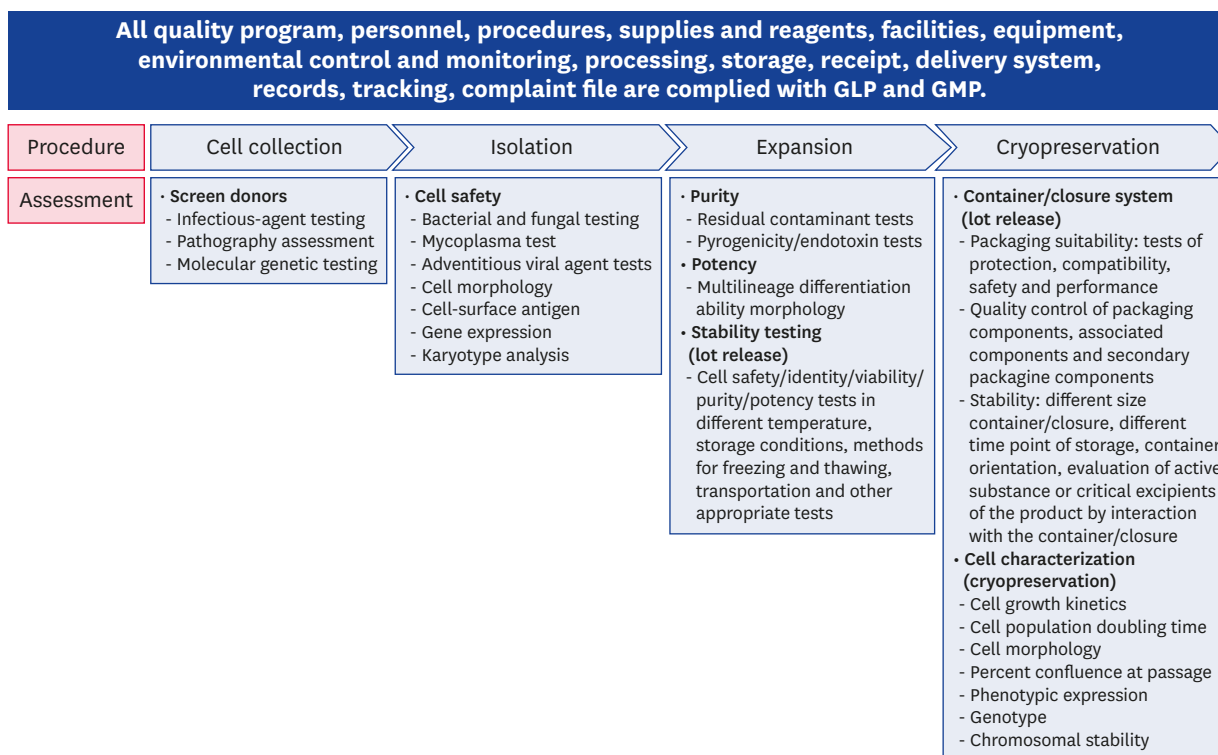 All quality program, personnel, procedures, supplies and reagents, facilities, equipment,
environmental control and monitoring, processing, storage, receipt, delivery system,
records, tracking, complaint file are complied with GLP and GMP.
Procedure
Cell collection
Isolation
Expansion
Cryopreservation
Assessment
· Screen donors
- Infectious-agent testing
- Pathography assessment
- Molecular genetic testing
· Cell safety
- Bacterial and fungal testing
- Mycoplasma test
- Adventitious viral agent tests
- Cell morphology
- Cell-surface antigen
- Gene expression
- Karyotype analysis
· Purity
- Residual contaminant tests
- Pyrogenicity/endotoxin tests
· Potency
- Multilineage differentiation
ability morphology
· Stability testing
(lot release)
- Cell safety/identity/viability/
purity/potency tests in
different temperature,
storage conditions, methods
for freezing and thawing,
transportation and other
appropriate tests
· Container/closure system
(lot release)
- Packaging suitability: tests of
protection, compatibility,
safety and performance
- Quality control of packaging
components, associated
components and secondary
packagine components
- Stability: different size
container/closure, different
time point of storage, container
orientation, evaluation of active
substance or critical excipients
of the product by interaction
with the container/closure
· Cell characterization
(cryopreservation)
- Cell growth kinetics
- Cell population doubling time
- Cell morphology
- Percent confluence at passage
- Phenotypic expression
- Genotype
- Chromosomal stability